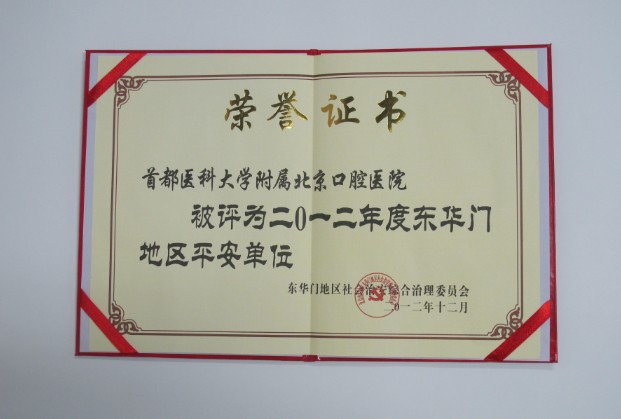 荣誉证书
首都医科大学附属北京口腔医院
被评为二0一二年度东华门
地区平安单位
东华门地区社会治安综合治理委员会
二0一二年十二月